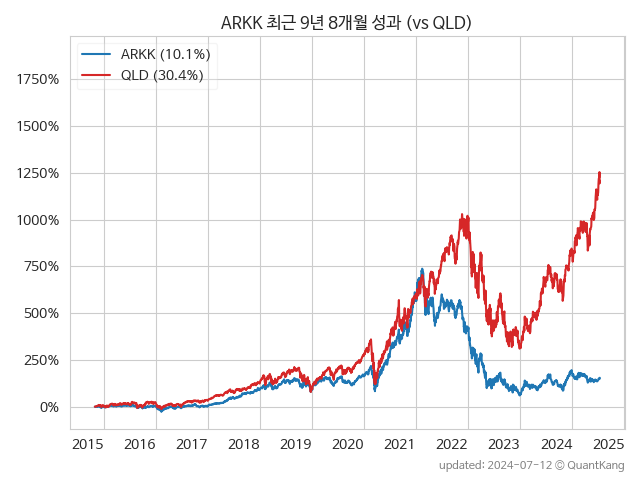 ARKK 최근 9년 8개월 성과 (vs QLD)
ARKK (10.1%)
QLD (30.4%)
1750%
1500%
1250%
1000%
750%
500%
250%
0%
2015 2016 2017 2018 2019 2020 2021 2022 2023 2024 2025
updated: 2024-07-12 © QuantKang